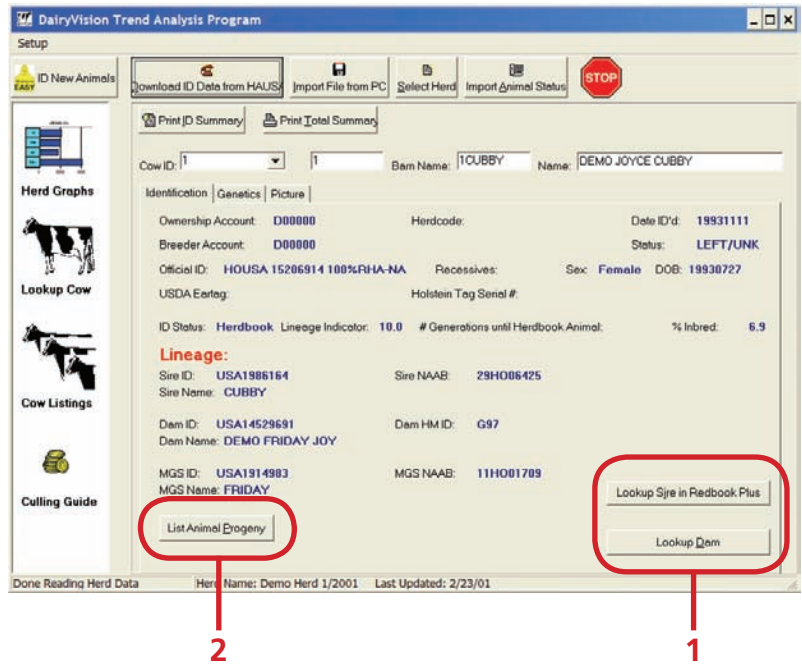 DairyVision Trend Analysis Program
Setup
EASY ID New Animals Download ID Data from HAUSA Import File from PC Select Herd Import Animal Status STOP
Print ID Summary Print Total Summary
Cow ID: 1 1 Barn Name: 1CUBBY Name: DEMO JOYCE CUBBY
Identification Genetics Picture
Ownership Account: D00000 Herdcode: Date ID'd: 19931111
Breeder Account: D00000 Status: LEFT/UNK
Official ID: HOUSA 15206914 100%RHA-NA Recessives: Sex: Female DOB: 19930727
USDA Eartag: Holstein Tag Serial #:
ID Status: Herdbook Lineage Indicator: 10.0 # Generations until Herdbook Animal: % Inbred: 6.9
Lineage:
Sire ID: USA1986164 Sire NAAB: 29HO06425
Sire Name: CUBBY
Dam ID: USA14529691 Dam HM ID: G97
Dam Name: DEMO FRIDAY JOY
MGS ID: USA1914983 MGS NAAB: 11HO01709
MGS Name: FRIDAY
List Animal Progeny
Lookup Sire in Redbook Plus
Lookup Dam
Herd Graphs
Lookup Cow
Cow Listings
Culling Guide
Done Reading Herd Data Herd Name: Demo Herd 1/2001 Last Updated: 2/23/01
2 1